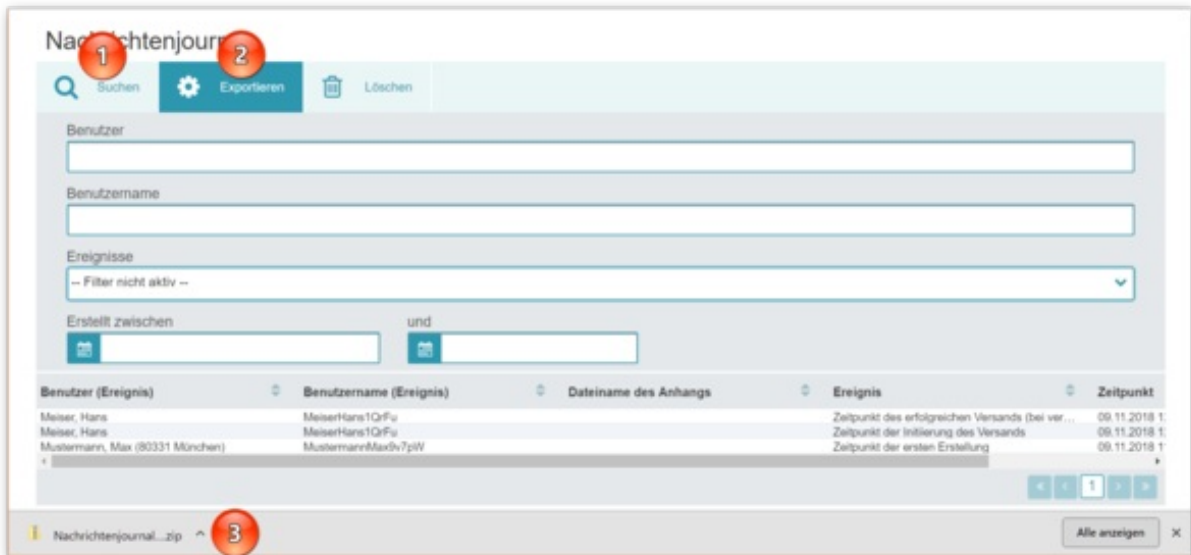 Nachrichtenjournal
1
2
Suchen
Exportieren
Löschen
Benutzer
Benutzername
Ereignisse
-- Filter nicht aktiv --
Erstellt zwischen
und
Benutzer (Ereignis) Benutzername (Ereignis) Dateiname des Anhangs Ereignis Zeitpunkt
Meiser, Hans MeiserHans1QrFu Zeitpunkt des erfolgreichen Versands (bei ver... 09.11.2018
Meiser, Hans MeiserHans1QrFu Zeitpunkt der Initiierung des Versands 09.11.2018
Mustermann, Max (80331 München) MustermannMax9v7pW Zeitpunkt der ersten Erstellung 09.11.2018
« ‹ 1 › »
Nachrichtenjournal...zip
3
Alle anzeigen